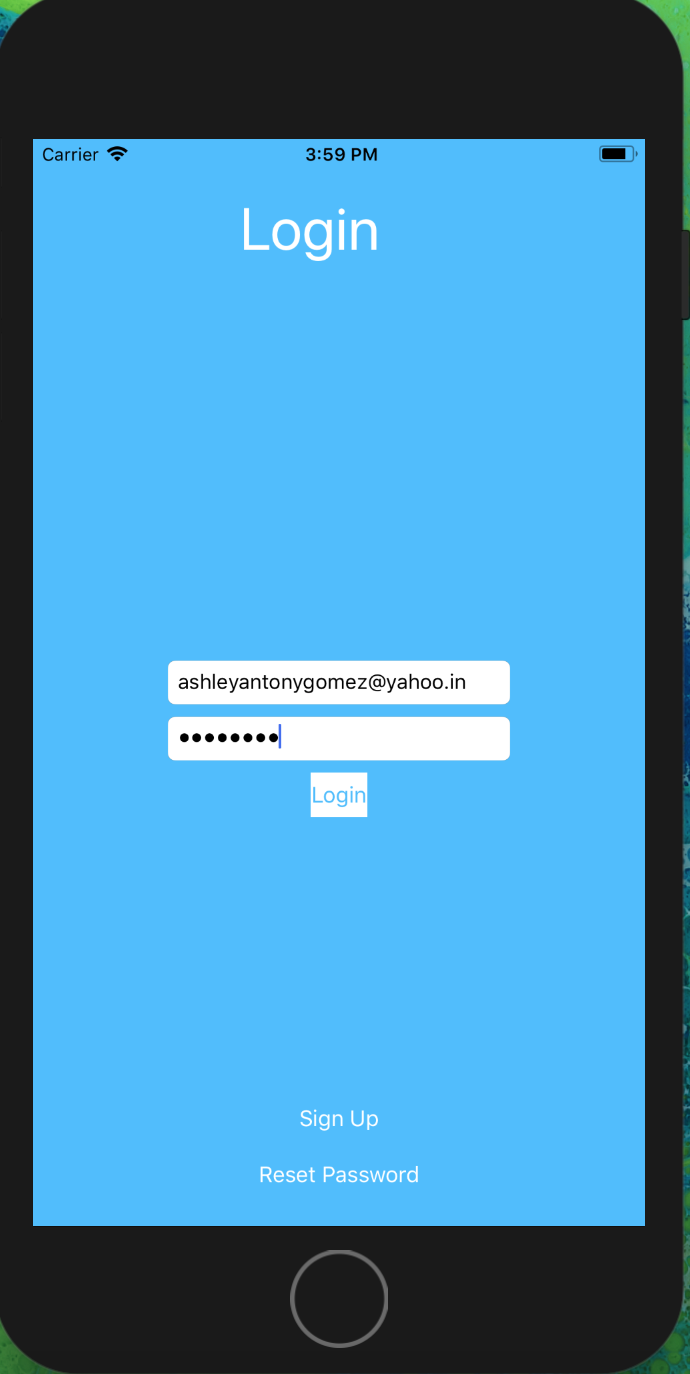 Carrier 3:59 PM
Login
ashleyantonygomez@yahoo.in
••••••••
Login
Sign Up
Reset Password